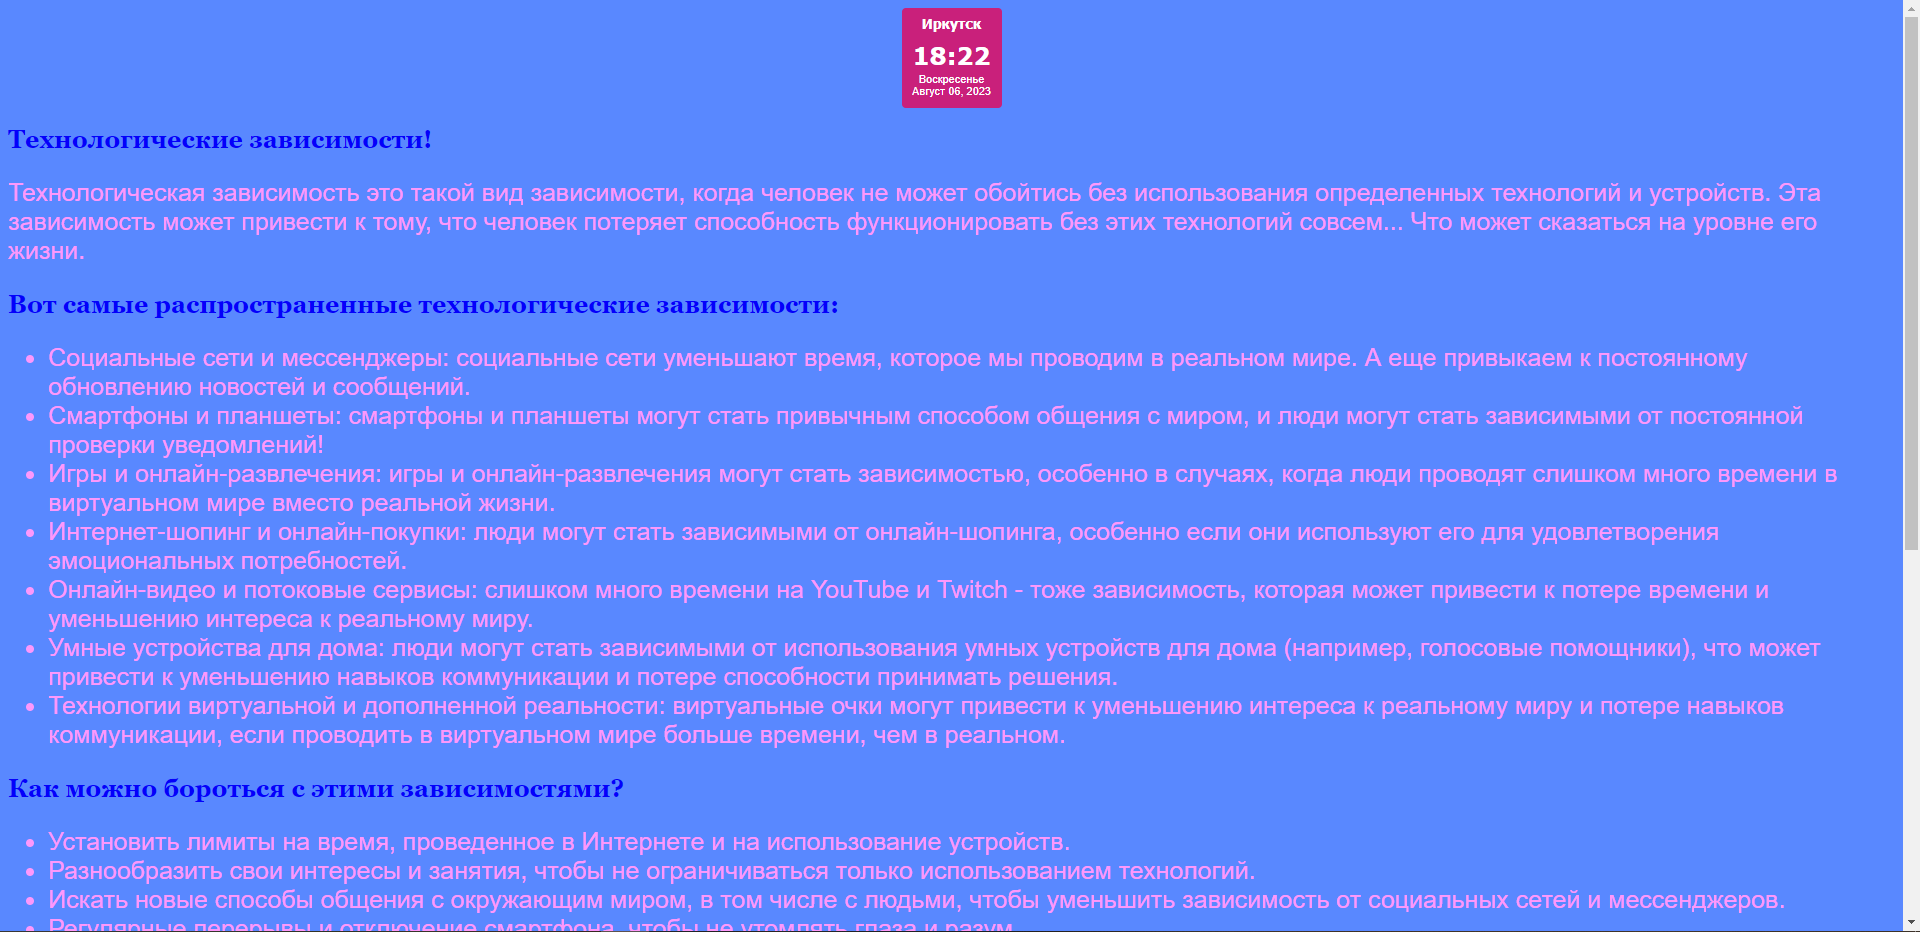 Иркутск
18:22
Воскресенье
Август 06, 2023
Технологические зависимости!
Технологическая зависимость это такой вид зависимости, когда человек не может обойтись без использования определенных технологий и устройств. Эта
зависимость может привести к тому, что человек потеряет способность функционировать без этих технологий совсем... Что может сказаться на уровне его
жизни.
Вот самые распространенные технологические зависимости:
• Социальные сети и мессенджеры: социальные сети уменьшают время, которое мы проводим в реальном мире. А еще привыкаем к постоянному
обновлению новостей и сообщений.
• Смартфоны и планшеты: смартфоны и планшеты могут стать привычным способом общения с миром, и люди могут стать зависимыми от постоянной
проверки уведомлений!
• Игры и онлайн-развлечения: игры и онлайн-развлечения могут стать зависимостью, особенно в случаях, когда люди проводят слишком много времени в
виртуальном мире вместо реальной жизни.
• Интернет-шопинг и онлайн-покупки: люди могут стать зависимыми от онлайн-шопинга, особенно если они используют его для удовлетворения
эмоциональных потребностей.
• Онлайн-видео и потоковые сервисы: слишком много времени на YouTube и Twitch - тоже зависимость, которая может привести к потере времени и
уменьшению интереса к реальному миру.
• Умные устройства для дома: люди могут стать зависимыми от использования умных устройств для дома (например, голосовые помощники), что может
привести к уменьшению навыков коммуникации и потере способности принимать решения.
• Технологии виртуальной и дополненной реальности: виртуальные очки могут привести к уменьшению интереса к реальному миру и потере навыков
коммуникации, если проводить в виртуальном мире больше времени, чем в реальном.
Как можно бороться с этими зависимостями?
• Установить лимиты на время, проведенное в Интернете и на использование устройств.
• Разнообразить свои интересы и занятия, чтобы не ограничиваться только использованием технологий.
• Искать новые способы общения с окружающим миром, в том числе с людьми, чтобы уменьшить зависимость от социальных сетей и мессенджеров.
• Регулярные перерывы и отключение смартфона, чтобы не утомлять глаза и разум.